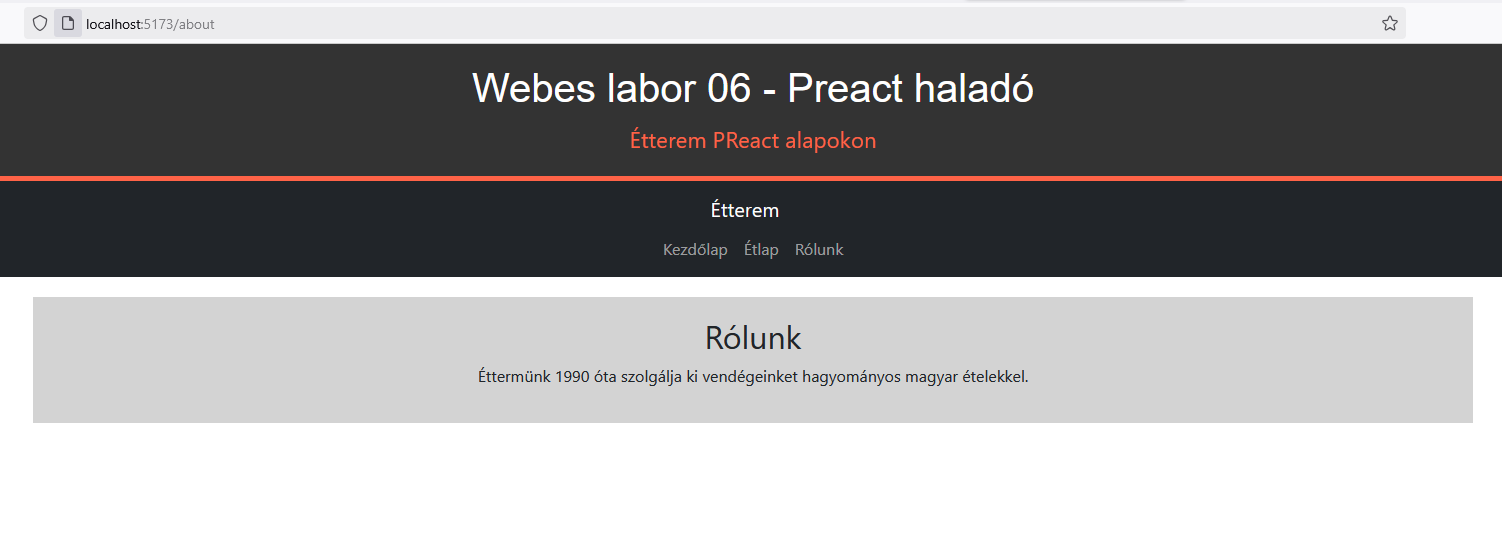 localhost:5173/about
Webes labor 06 - Preact haladó
Étterem PReact alapokon
Étterem
Kezdőlap Étlap Rólunk
Rólunk
Éttermünk 1990 óta szolgálja ki vendégeinket hagyományos magyar ételekkel.